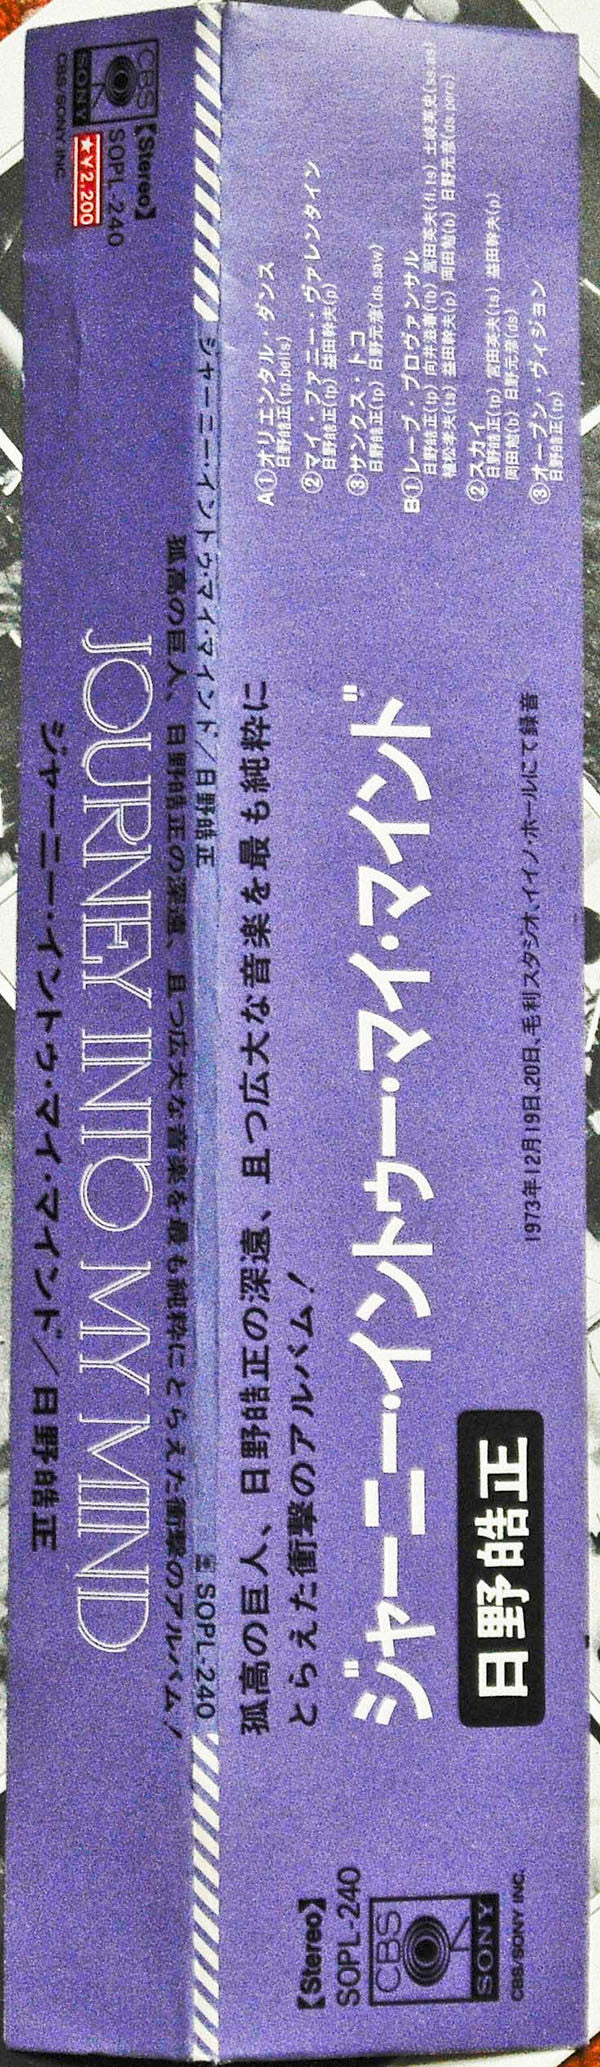 CBS
SONY
CBS/SONY INC.
【Stereo】
SOPL-240
★￥2,200
JOURNEY INTO MY MIND
ジャーニー・イントゥ・マイ・マインド/日野皓正
孤高の巨人、日野皓正の深遠、且つ広大な音楽を最も純粋にとらえた衝撃のアルバム!
ジャーニー・イントゥ・マイ・マインド/日野皓正
SOPL-240
孤高の巨人、日野皓正の深遠、且つ広大な音楽を最も純粋に
とらえた衝撃のアルバム!
ジャーニー・イントゥー・マイ・マインド
日野皓正
1973年12月19日、20日、毛利スタジオ、イイノ・ホールにて録音
A①オリエンタル・ダンス
日野皓正(tp,bells)
②マイ・ファニー・ヴァレンタイン
日野皓正(tp) 益田幹夫(p)
③サンクス・トコ
日野皓正(tp) 日野元彦(ds,saw)
B①レーブ・プロヴァンサル
日野皓正(tp) 向井滋春(tb) 宮田英夫(fl,ts) 土岐英史(ss,as)
植松孝夫(ts) 益田幹夫(p) 岡田勉(b) 日野元彦(ds,perc)
②スカイ
日野皓正(tp) 宮田英夫(ts) 益田幹夫(p)
岡田勉(b) 日野元彦(ds)
③オープン・ヴィジョン
日野皓正(tp)
【Stereo】
SOPL-240
CBS
SONY
CBS/SONY INC.